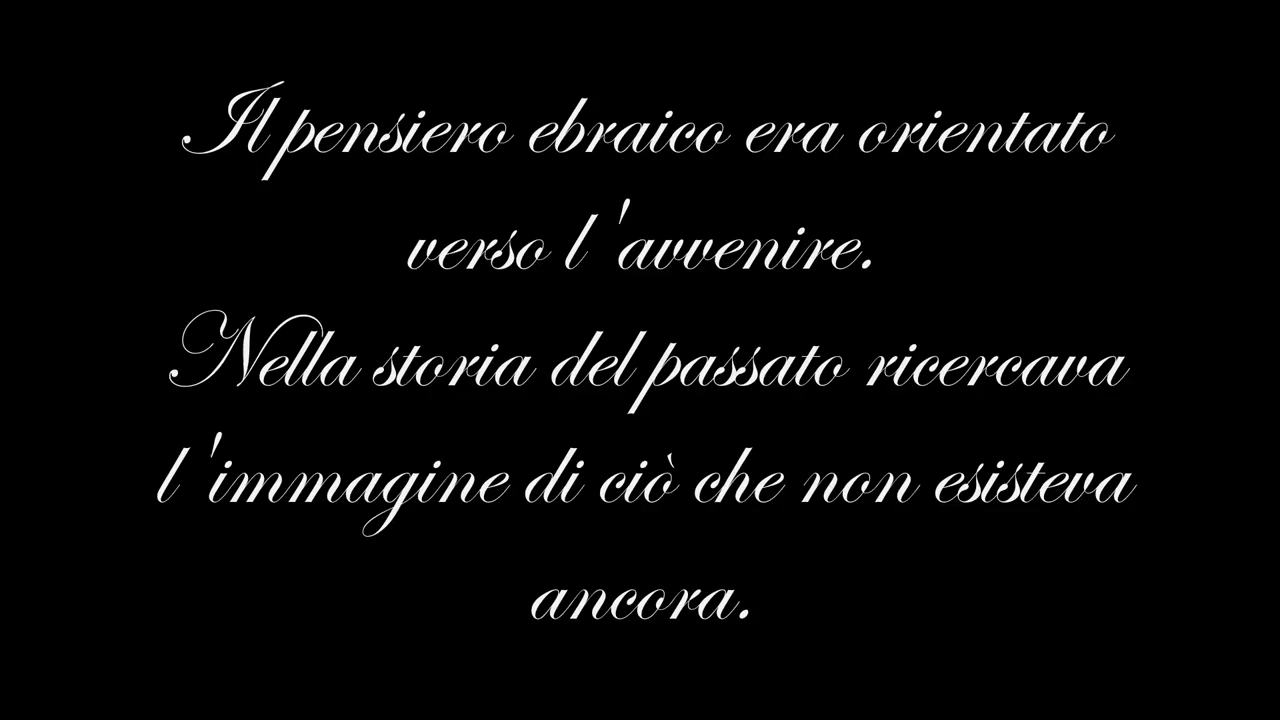 Il pensiero ebraico era orientato
verso l'avvenire.
Nella storia del passato ricercava
l'immagine di ciò che non esisteva
ancora.